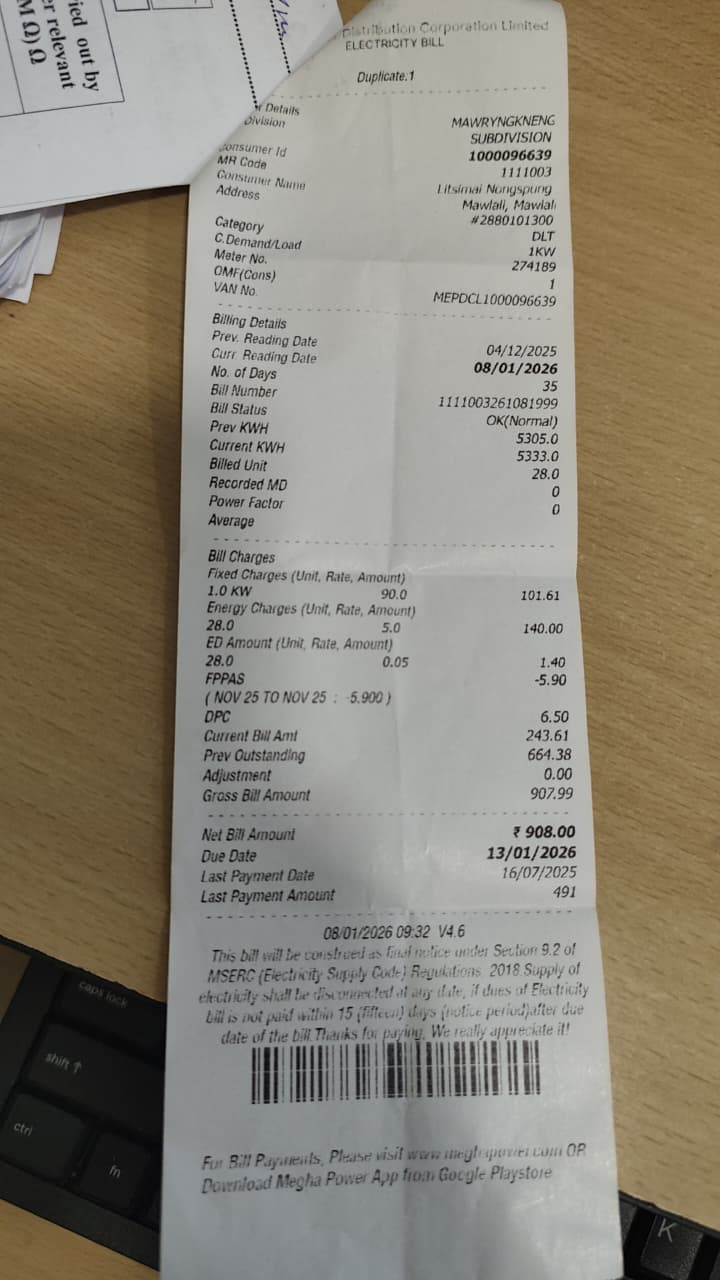 ried out by
er relevant
M Ω) Ω
Distribution Corporation Limited
ELECTRICITY BILL
Duplicate:1
Details
Division MAWRYNGKNENG
SUBDIVISION
Consumer Id 1000096639
MR Code 1111003
Consumer Name Litsimai Nongspung
Address Mawlali, Mawlali
#2880101300
Category DLT
C.Demand/Load 1KW
Meter No. 274189
OMF(Cons) 1
VAN No. MEPDCL1000096639
Billing Details
Prev. Reading Date 04/12/2025
Curr. Reading Date 08/01/2026
No. of Days 35
Bill Number 1111003261081999
Bill Status OK(Normal)
Prev KWH 5305.0
Current KWH 5333.0
Billed Unit 28.0
Recorded MD 0
Power Factor 0
Average
Bill Charges
Fixed Charges (Unit, Rate, Amount)
1.0 KW 90.0 101.61
Energy Charges (Unit, Rate, Amount)
28.0 5.0 140.00
ED Amount (Unit, Rate, Amount)
28.0 0.05 1.40
FPPAS -5.90
( NOV 25 TO NOV 25 : -5.900 )
DPC 6.50
Current Bill Amt 243.61
Prev Outstanding 664.38
Adjustment 0.00
Gross Bill Amount 907.99
Net Bill Amount ₹ 908.00
Due Date 13/01/2026
Last Payment Date 16/07/2025
Last Payment Amount 491
08/01/2026 09:32 V4.6
This bill will be construed as final notice under Section 9.2 of
MSERC (Electricity Supply Code) Regulations, 2018.Supply of
electricity shall be disconnected at any date, if dues of Electricity
bill is not paid within 15 (fifteen) days (notice period)after due
date of the bill.Thanks for paying, We really appreciate it!
For Bill Payments, Please visit www.meghapower.com OR
Download Megha Power App from Google Playstore
caps lock
shift ↑
ctrl
fn
K